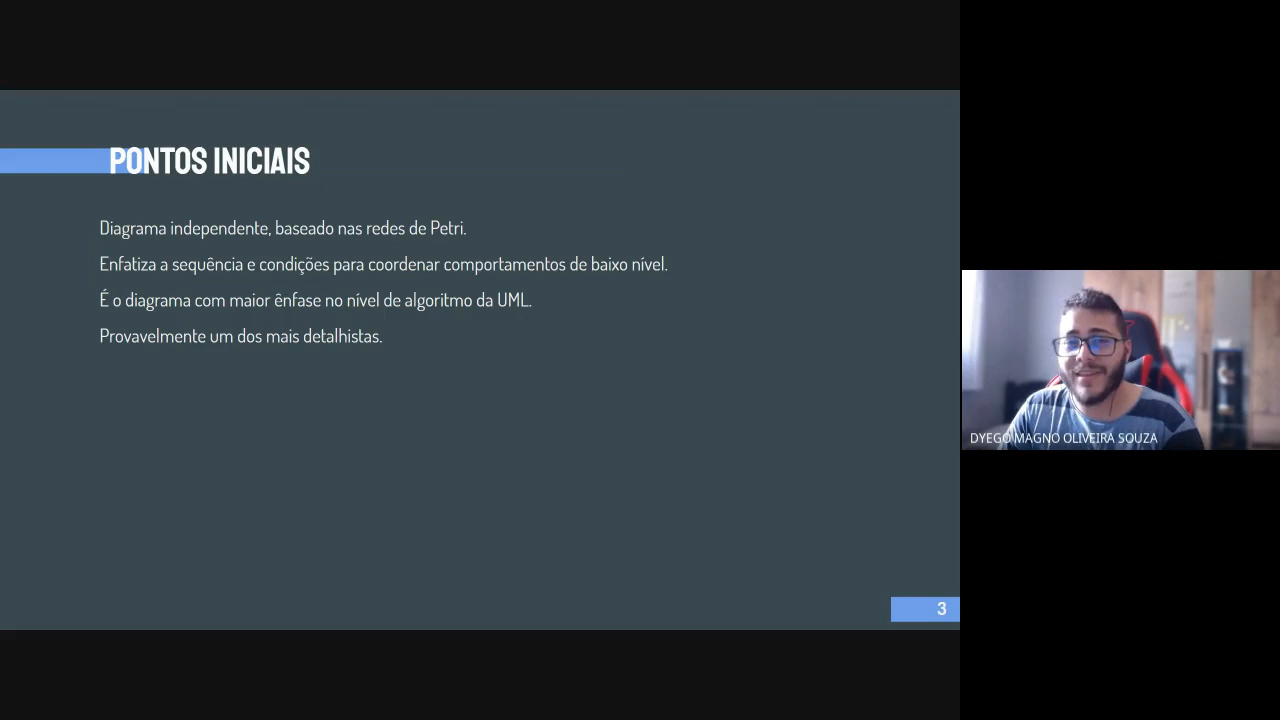 PONTOS INICIAIS
Diagrama independente, baseado nas redes de Petri.
Enfatiza a sequência e condições para coordenar comportamentos de baixo nível.
É o diagrama com maior ênfase no nível de algoritmo da UML.
Provavelmente um dos mais detalhistas.
3
DYEGO MAGNO OLIVEIRA SOUZA